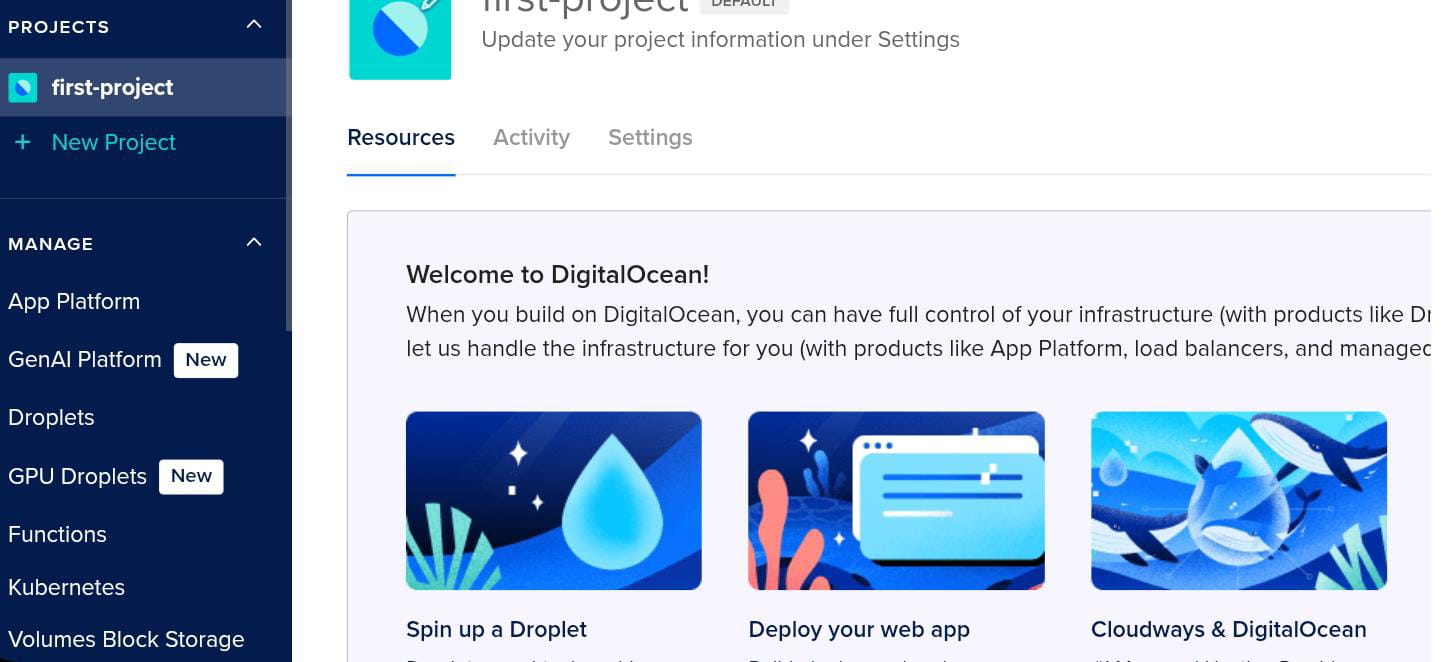 PROJECTS
first-project
+ New Project
MANAGE
App Platform
GenAI Platform New
Droplets
GPU Droplets New
Functions
Kubernetes
Volumes Block Storage
first-project DEFAULT
Update your project information under Settings
Resources Activity Settings
Welcome to DigitalOcean!
When you build on DigitalOcean, you can have full control of your infrastructure (with products like
let us handle the infrastructure for you (with products like App Platform, load balancers, and managed
Spin up a Droplet Deploy your web app Cloudways & DigitalOcean